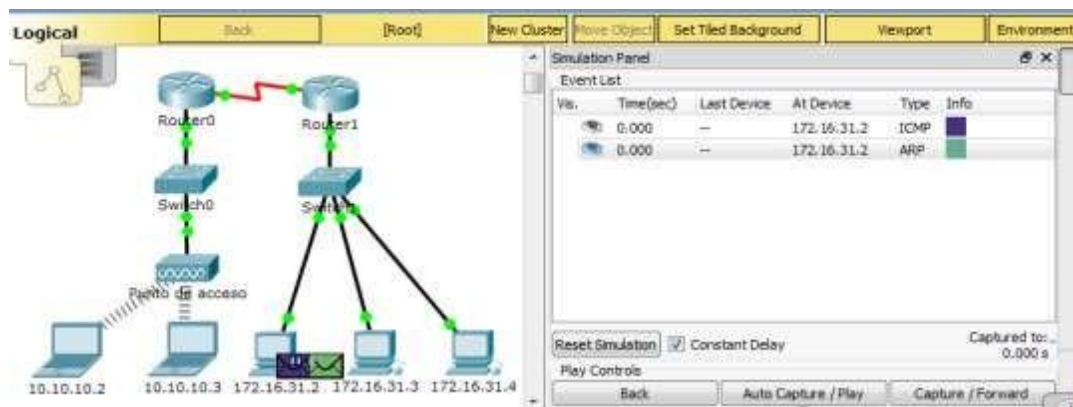 Logical
Back
[Root]
New Cluster
Move Object
Set Tiled Background
Viewport
Environment
Simulation Panel
Event List
Vis. Time(sec) Last Device At Device Type Info
0.000 -- 172.16.31.2 ICMP
0.000 -- 172.16.31.2 ARP
Reset Simulation
Constant Delay
Captured to:
0.000 s
Play Controls
Back
Auto Capture / Play
Capture / Forward
Router0
Router1
Switch0
Punto de acceso
10.10.10.2
10.10.10.3
172.16.31.2
172.16.31.3
172.16.31.4